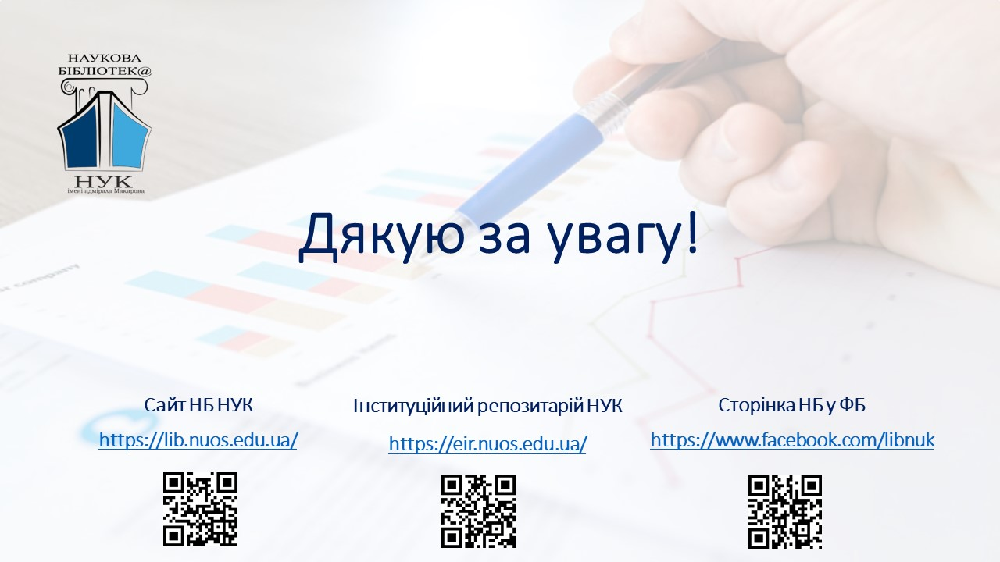 НАУКОВА
БІБЛІОТЕК@
НУК
імені адмірала Макарова
Дякую за увагу!
Сайт НБ НУК
https://lib.nuos.edu.ua/
Інституційний репозитарій НУК
https://eir.nuos.edu.ua/
Сторінка НБ у ФБ
https://www.facebook.com/libnuk